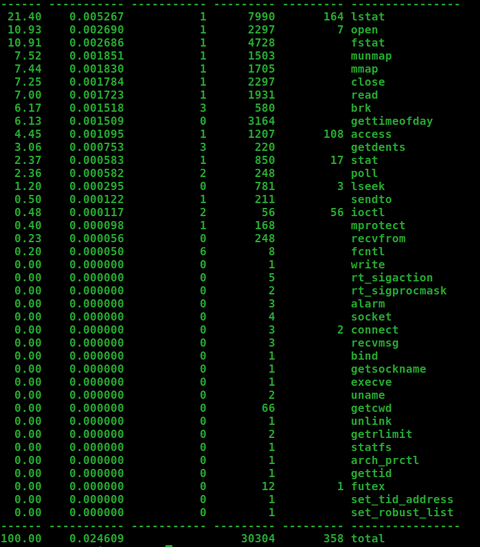 ------ ----------- ----------- --------- --------- ----------------
 21.40    0.005267           1      7990       164 lstat
 10.93    0.002690           1      2297         7 open
 10.91    0.002686           1      4728           fstat
  7.52    0.001851           1      1503           munmap
  7.44    0.001830           1      1705           mmap
  7.25    0.001784           1      2297           close
  7.00    0.001723           1      1931           read
  6.17    0.001518           3       580           brk
  6.13    0.001509           0      3164           gettimeofday
  4.45    0.001095           1      1207       108 access
  3.06    0.000753           3       220           getdents
  2.37    0.000583           1       850        17 stat
  2.36    0.000582           2       248           poll
  1.20    0.000295           0       781         3 lseek
  0.50    0.000122           1       211           sendto
  0.48    0.000117           2        56        56 ioctl
  0.40    0.000098           1       168           mprotect
  0.23    0.000056           0       248           recvfrom
  0.20    0.000050           6         8           fcntl
  0.00    0.000000           0         1           write
  0.00    0.000000           0         5           rt_sigaction
  0.00    0.000000           0         2           rt_sigprocmask
  0.00    0.000000           0         3           alarm
  0.00    0.000000           0         4           socket
  0.00    0.000000           0         3         2 connect
  0.00    0.000000           0         3           recvmsg
  0.00    0.000000           0         1           bind
  0.00    0.000000           0         1           getsockname
  0.00    0.000000           0         1           execve
  0.00    0.000000           0         2           uname
  0.00    0.000000           0        66           getcwd
  0.00    0.000000           0         1           unlink
  0.00    0.000000           0         2           getrlimit
  0.00    0.000000           0         1           statfs
  0.00    0.000000           0         1           arch_prctl
  0.00    0.000000           0         1           gettid
  0.00    0.000000           0        12         1 futex
  0.00    0.000000           0         1           set_tid_address
  0.00    0.000000           0         1           set_robust_list
------ ----------- ----------- --------- --------- ----------------
100.00    0.024609                 30304       358 total